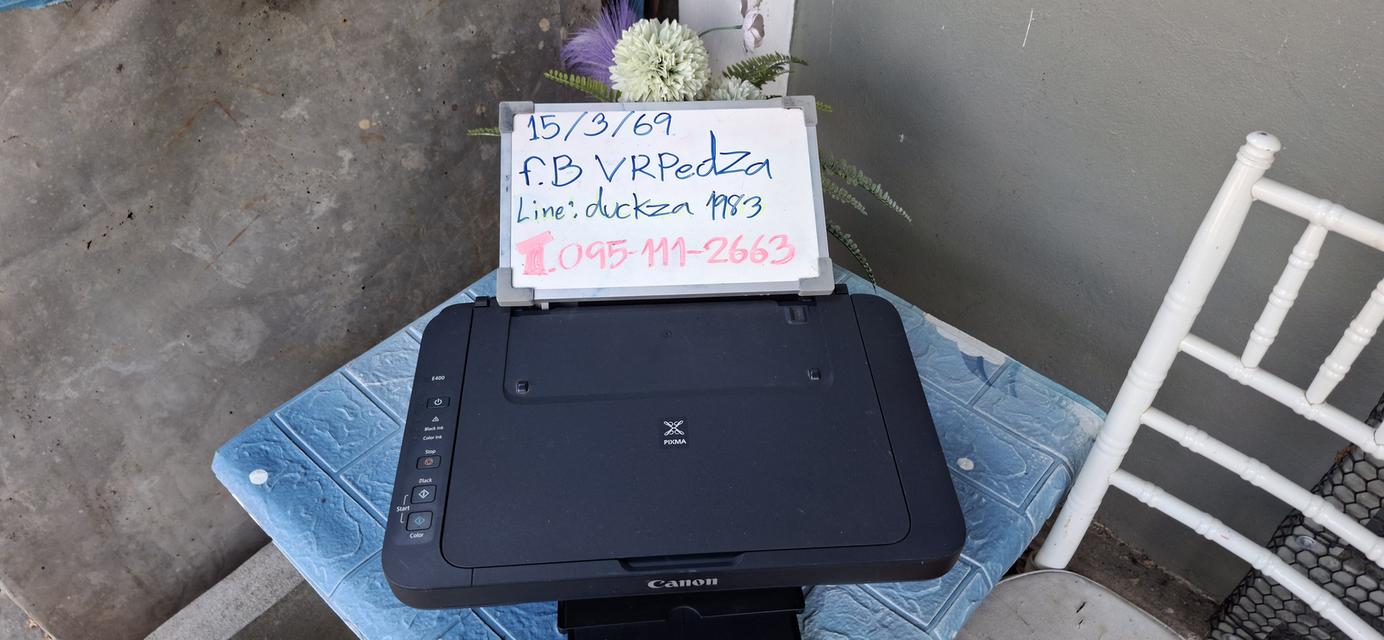 15/3/69
f.B VRPedza
Line: duckza 1983
095-111-2663
E400
Black ink
Color ink
Stop
Black
Start
Color
PIXMA
Canon